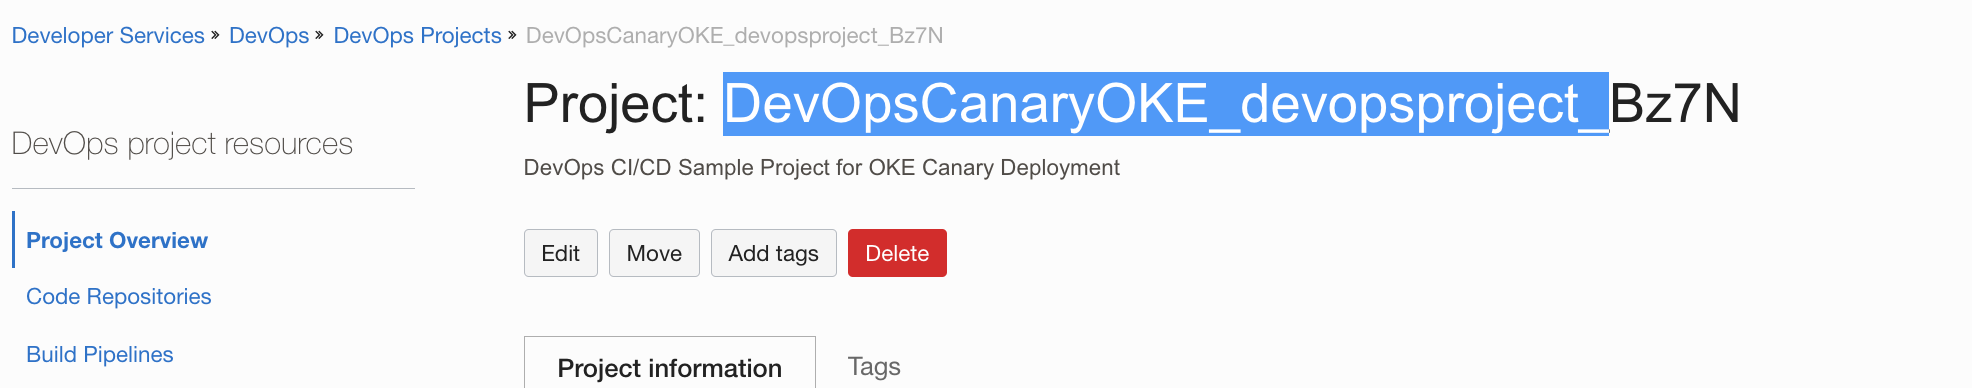 Developer Services » DevOps » DevOps Projects » DevOpsCanaryOKE_devopsproject_Bz7N
Project: DevOpsCanaryOKE_devopsproject_Bz7N
DevOps CI/CD Sample Project for OKE Canary Deployment
DevOps project resources
Project Overview
Code Repositories
Build Pipelines
Edit Move Add tags Delete
Project information Tags